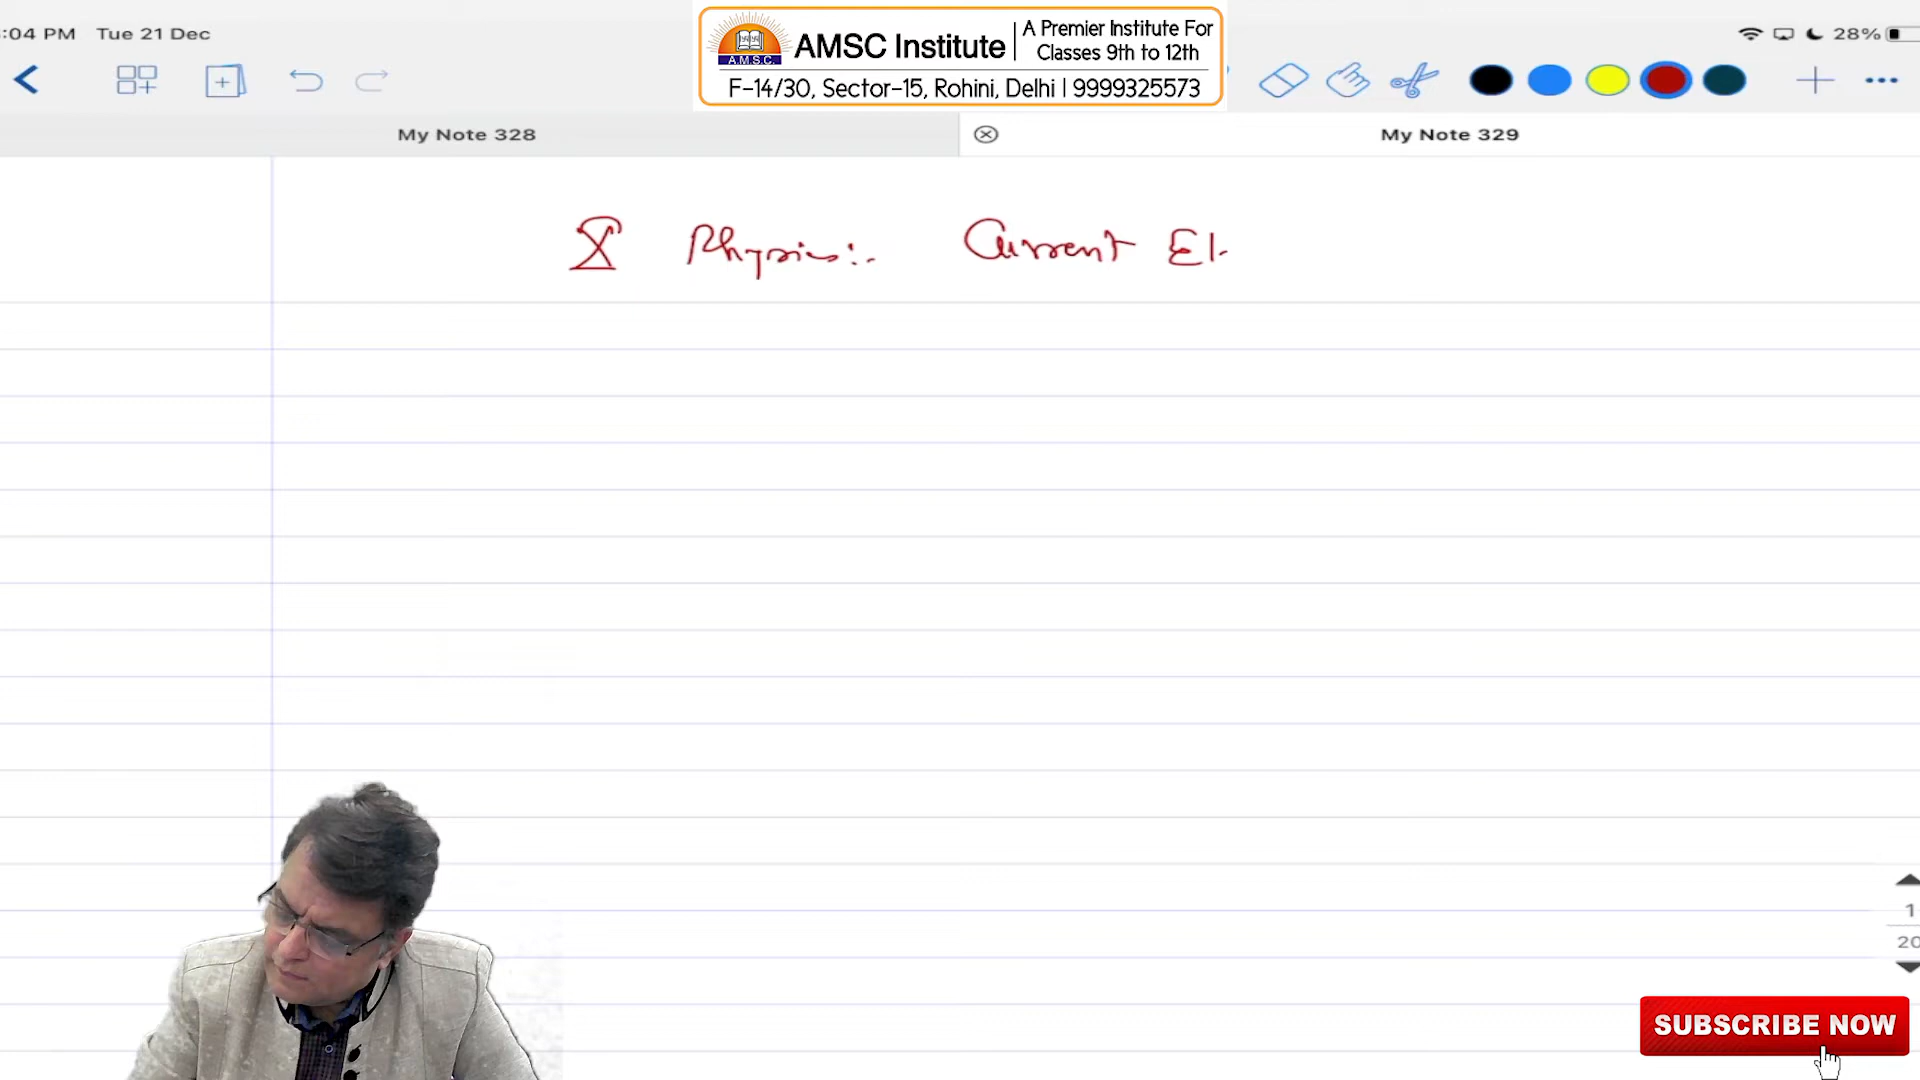 :04 PM Tue 21 Dec
28%
A.M.S.C.
AMSC Institute
A Premier Institute For
Classes 9th to 12th
F-14/30, Sector-15, Rohini, Delhi | 9999325573
My Note 328
My Note 329
X Physics:- Current El.
1
20
SUBSCRIBE NOW